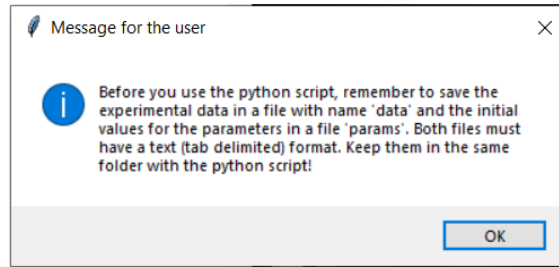 Message for the user
Before you use the python script, remember to save the
experimental data in a file with name 'data' and the initial
values for the parameters in a file 'params'. Both files must
have a text (tab delimited) format. Keep them in the same
folder with the python script!
OK